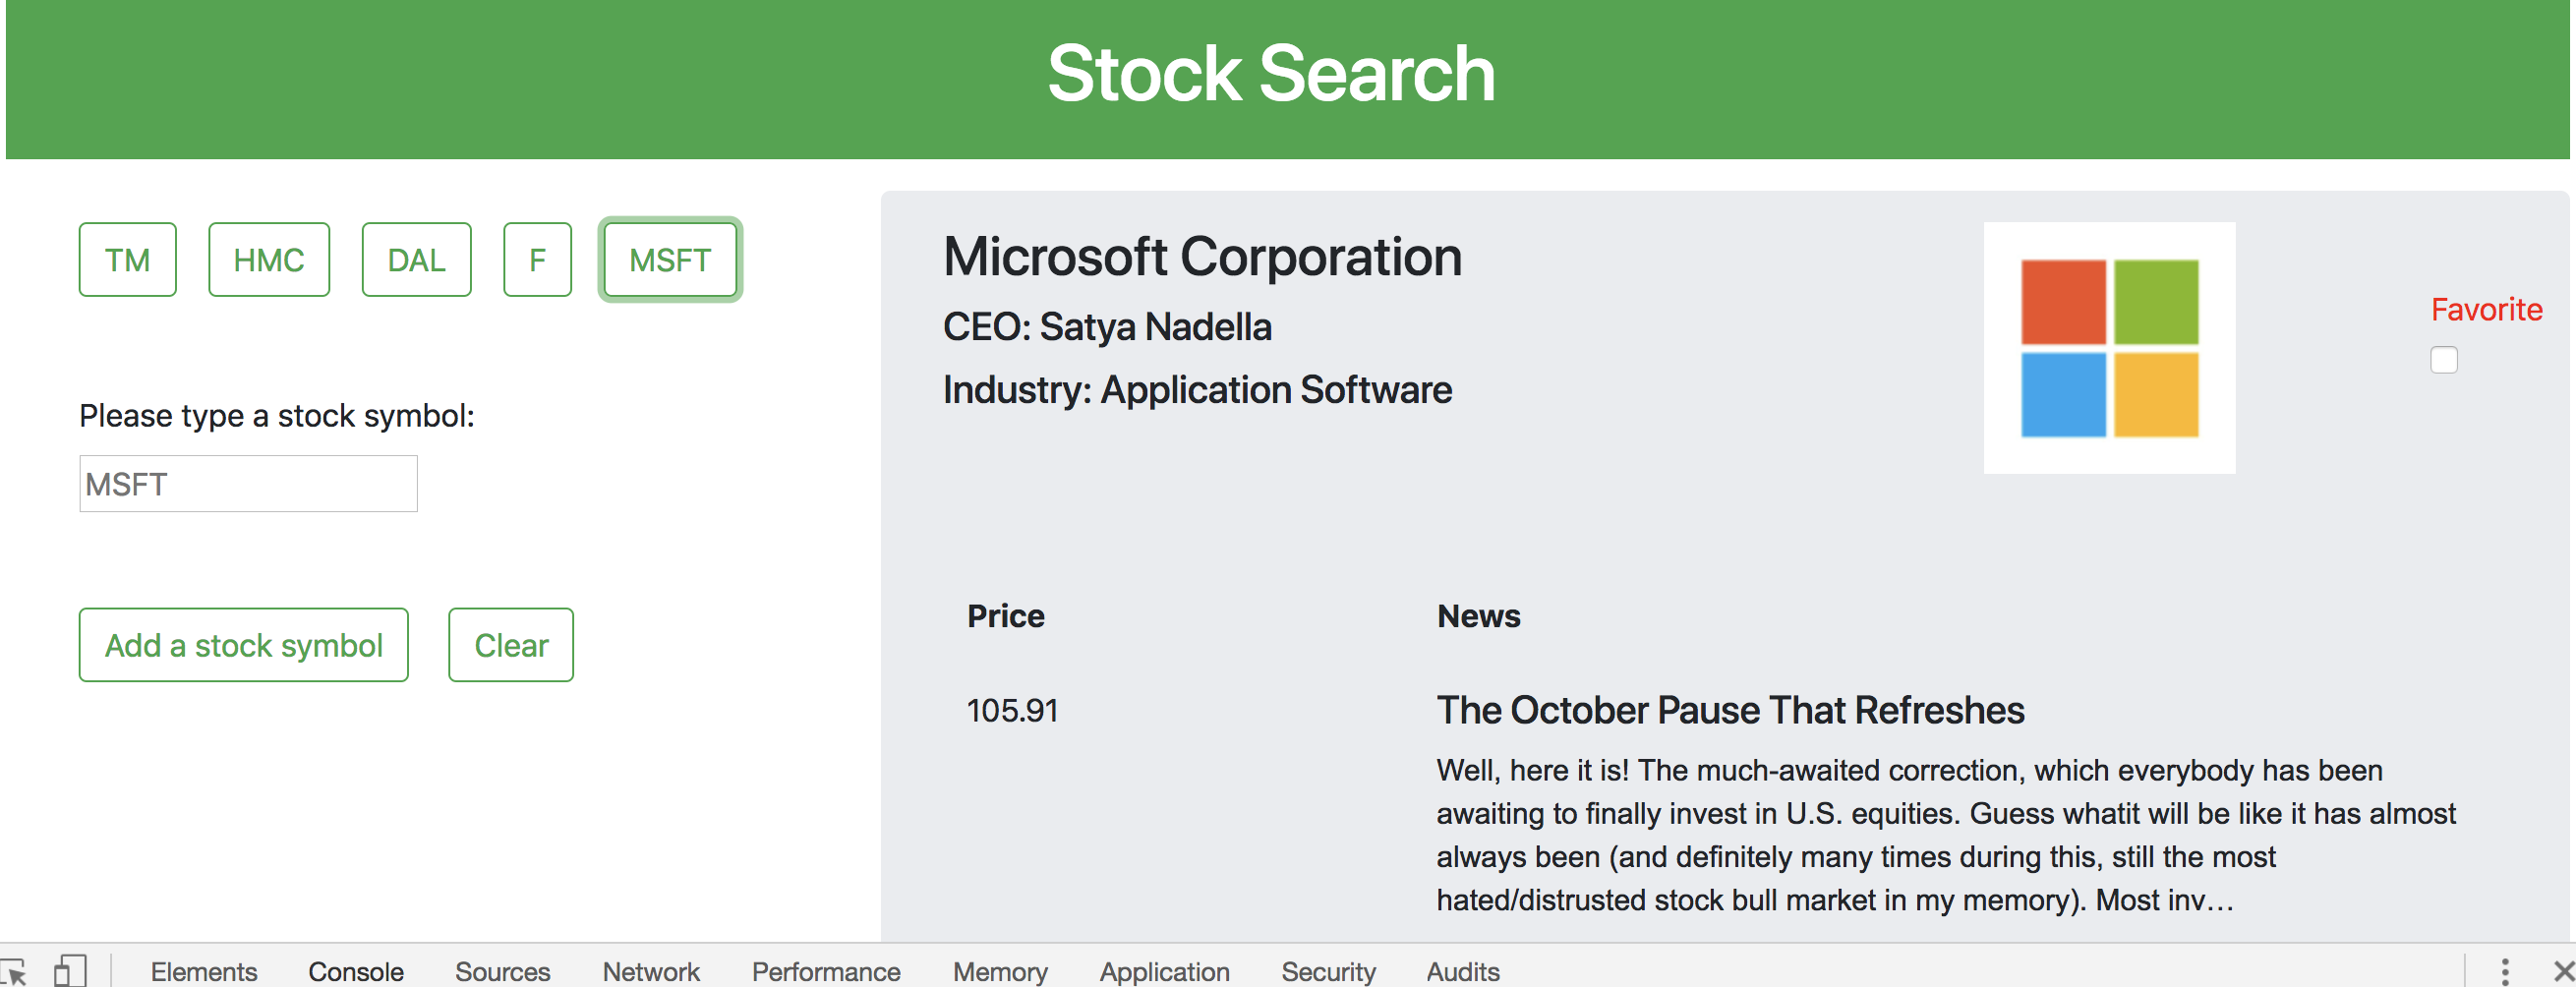 Stock Search
TM HMC DAL F MSFT
Please type a stock symbol:
MSFT
Add a stock symbol Clear
Microsoft Corporation
CEO: Satya Nadella
Industry: Application Software
Favorite
Price News
105.91 The October Pause That Refreshes
Well, here it is! The much-awaited correction, which everybody has been
awaiting to finally invest in U.S. equities. Guess whatit will be like it has almost
always been (and definitely many times during this, still the most
hated/distrusted stock bull market in my memory). Most inv…
Elements Console Sources Network Performance Memory Application Security Audits